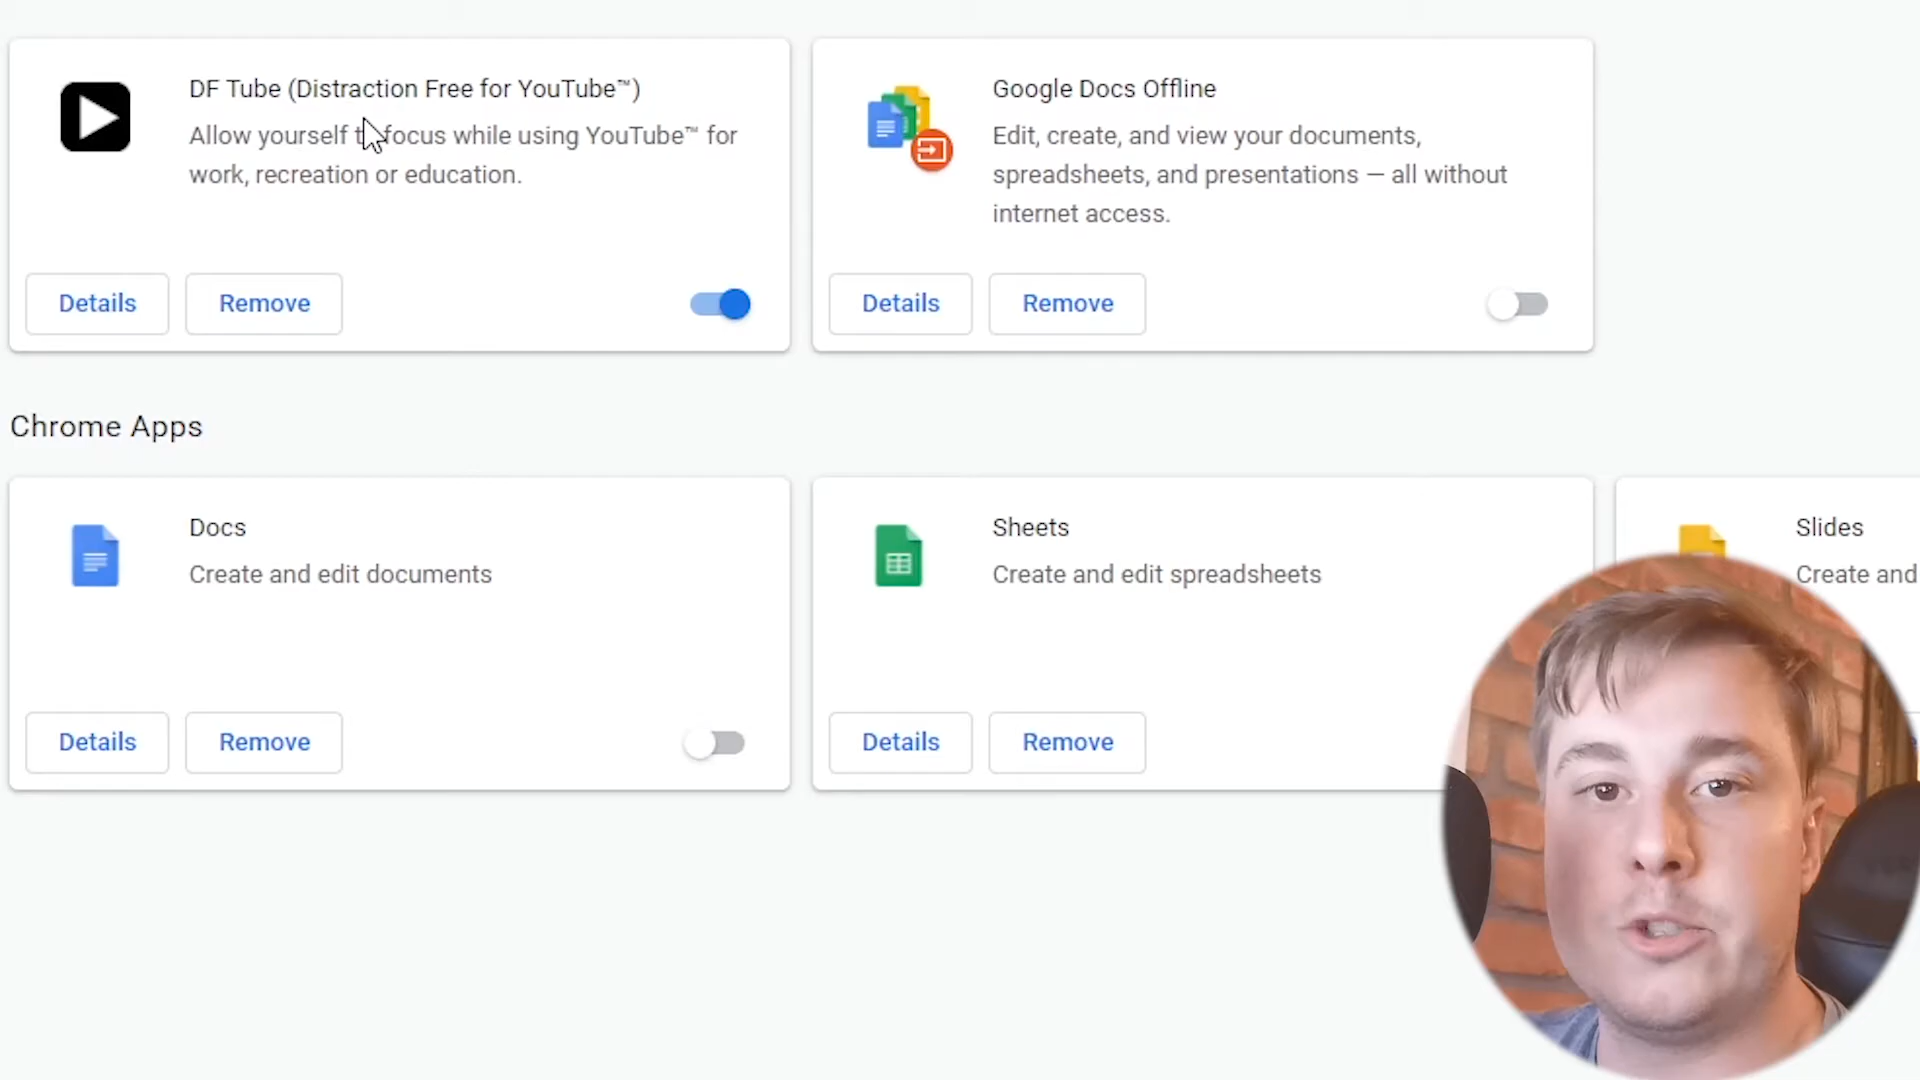 DF Tube (Distraction Free for YouTube™)
Allow yourself to focus while using YouTube™ for
work, recreation or education.
Details
Remove
Google Docs Offline
Edit, create, and view your documents,
spreadsheets, and presentations — all without
internet access.
Details
Remove
Chrome Apps
Docs
Create and edit documents
Details
Remove
Sheets
Create and edit spreadsheets
Details
Remove
Slides
Create and